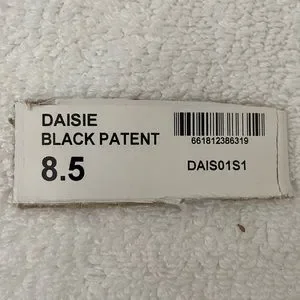 DAISIE
BLACK PATENT
8.5
661812386319
DAIS01S1